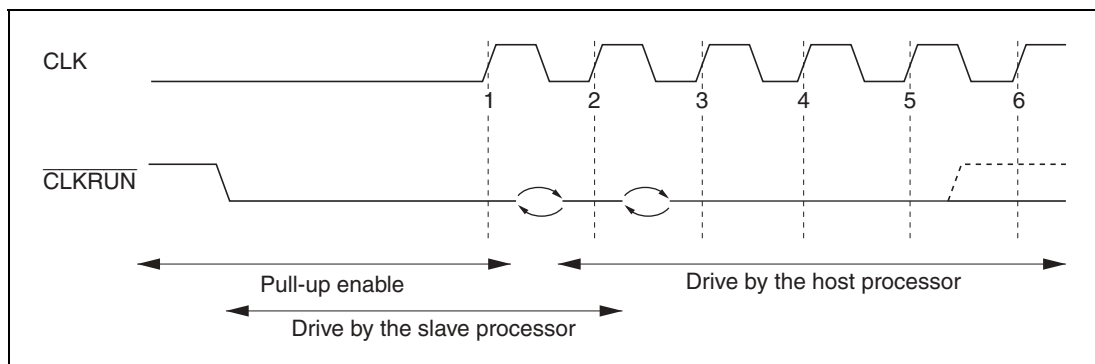 CLK
1 2 3 4 5 6
CLKRUN
Pull-up enable
Drive by the host processor
Drive by the slave processor